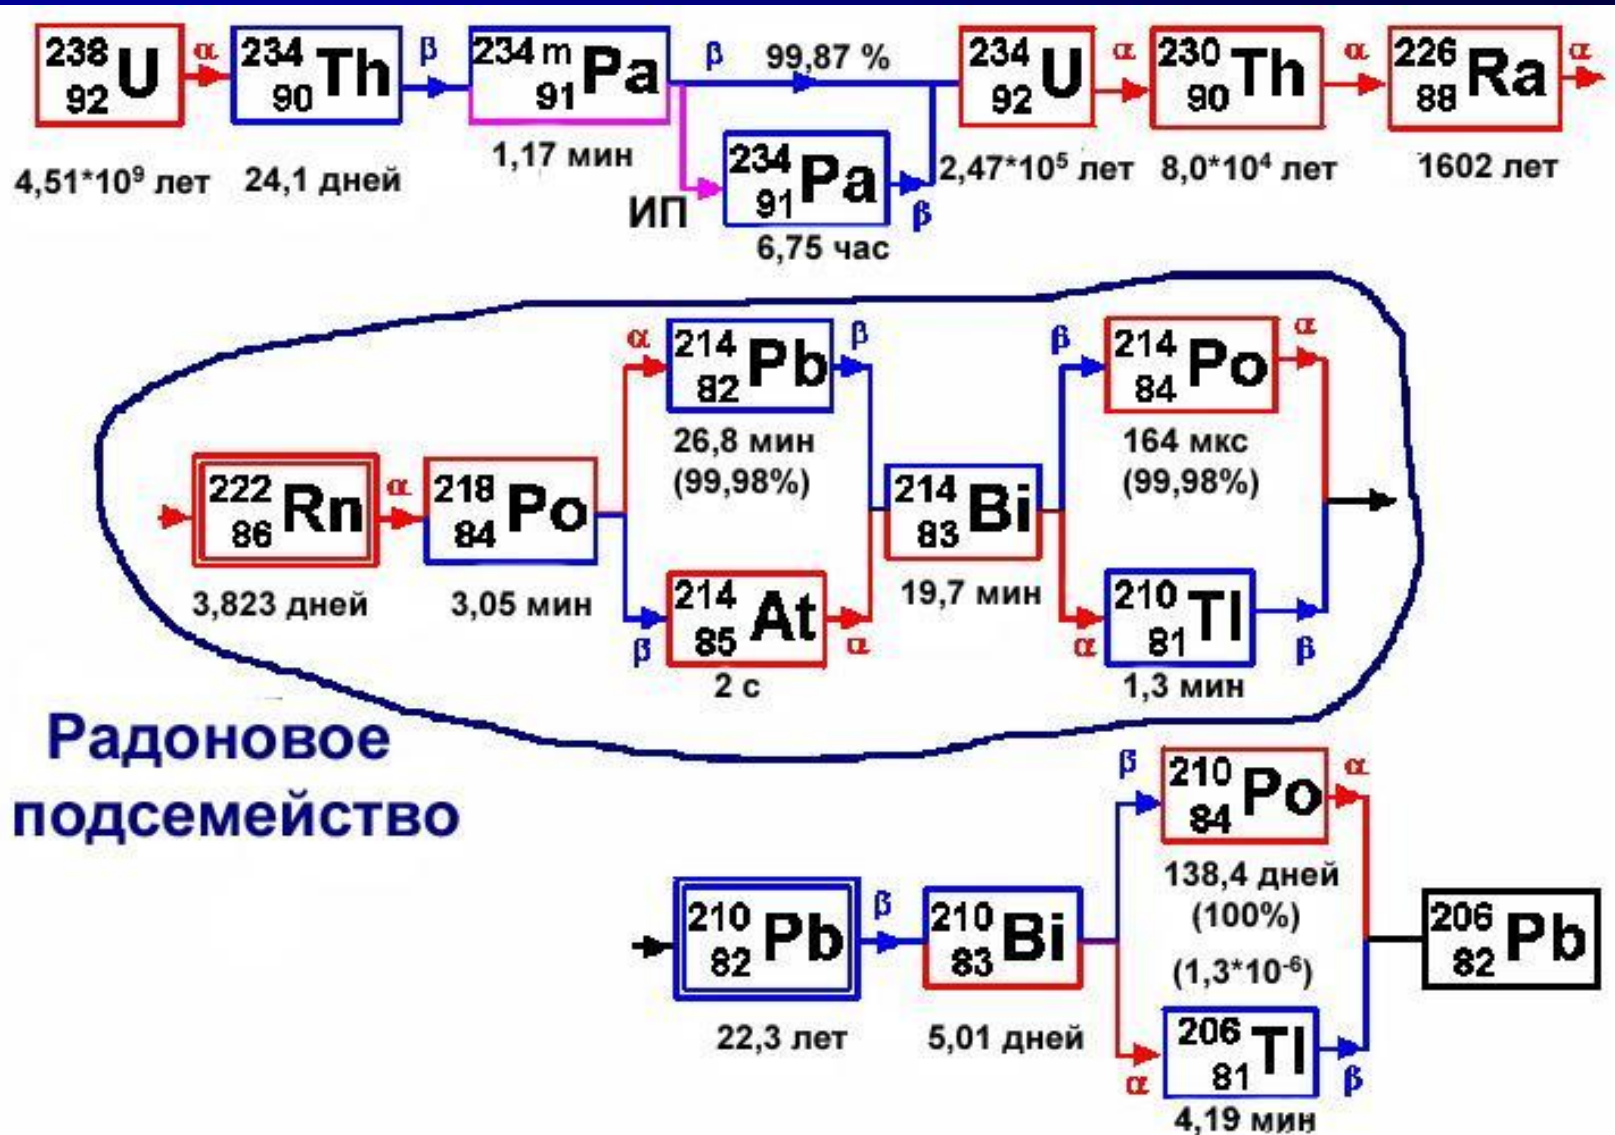 238 U 92 α 234 Th 90 β 234 m Pa 91 β 99,87 % 234 U 92 α 230 Th 90 α 226 Ra 88 α
4,51*10⁹ лет 24,1 дней 1,17 мин 2,47*10⁵ лет 8,0*10⁴ лет 1602 лет
ИП 234 Pa 91 β
6,75 час
α 214 Pb 82 β β 214 Po 84 α
26,8 мин 164 мкс
(99,98%) (99,98%)
222 Rn 86 α 218 Po 84 214 Bi 83
3,823 дней 3,05 мин 19,7 мин
β 214 At 85 α α 210 Tl 81 β
2 с 1,3 мин
Радоновое
подсемейство
β 210 Po 84 α
138,4 дней
(100%)
210 Pb 82 β 210 Bi 83 206 Pb 82
(1,3*10⁻⁶)
22,3 лет 5,01 дней
α 206 Tl 81 β
4,19 мин